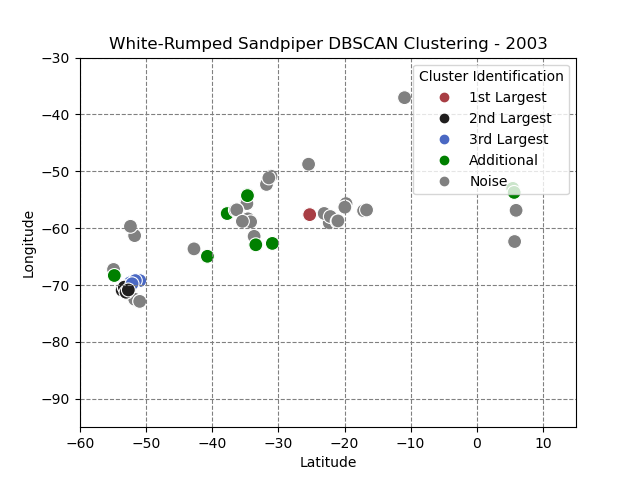 White-Rumped Sandpiper DBSCAN Clustering - 2003
Cluster Identification
1st Largest
2nd Largest
3rd Largest
Additional
Noise
Longitude
−30
−40
−50
−60
−70
−80
−90
−60 −50 −40 −30 −20 −10 0 10
Latitude